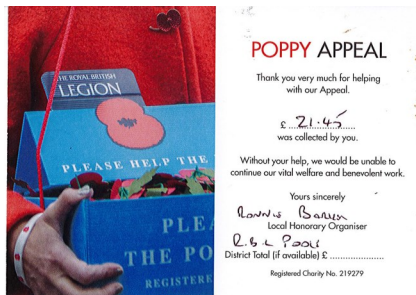 THE ROYAL BRITISH
LEGION
PLEASE HELP THE
PLEA
THE PO
REGISTERE
POPPY APPEAL
Thank you very much for helping
with our Appeal.
£ 21.45
was collected by you.
Without your help, we would be unable to
continue our vital welfare and benevolent work.
Yours sincerely
Local Honorary Organiser
R.B.L POOLE
District Total (if available) £
Registered Charity No. 219279